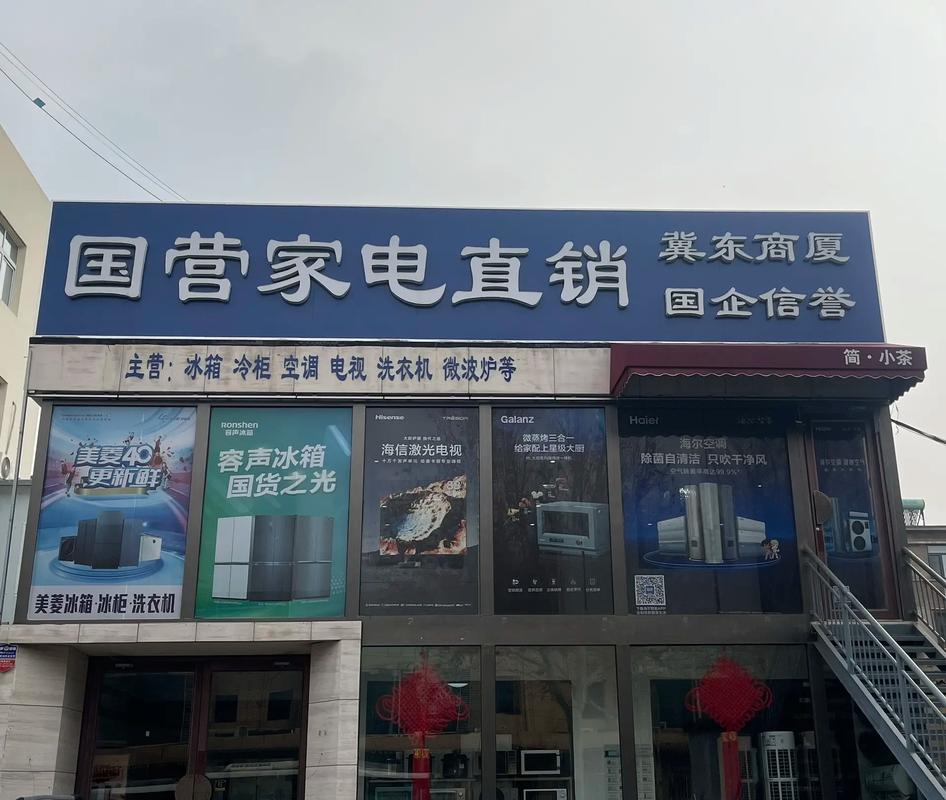 国营家电直销
冀东商厦
国企信誉
主营：冰箱 冷柜 空调 电视 洗衣机 微波炉等
简·小茶
美菱40
更新鲜
美菱冰箱·冰柜·洗衣机
Ronshen
容声冰箱
容声冰箱
国货之光
Hisense
海信激光电视
Galanz
微蒸烤三合一
给家配上星级大厨
Haier
海尔空调
除菌自清洁 只吹干净风